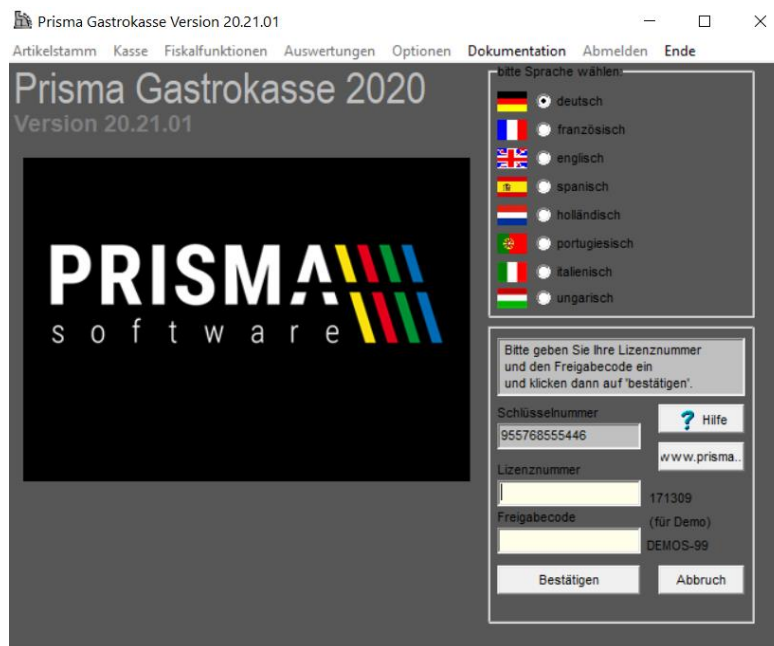 Prisma Gastrokasse Version 20.21.01
Artikelstamm Kasse Fiskalfunktionen Auswertungen Optionen Dokumentation Abmelden Ende
Prisma Gastrokasse 2020
Version 20.21.01
PRISMA
software
bitte Sprache wählen:
deutsch
französisch
englisch
spanisch
holländisch
portugiesisch
italienisch
ungarisch
Bitte geben Sie Ihre Lizenznummer
und den Freigabecode ein
und klicken dann auf 'bestätigen'.
Schlüsselnummer
955768555446
? Hilfe
www.prisma..
Lizenznummer
171309
Freigabecode
(für Demo)
DEMOS-99
Bestätigen
Abbruch